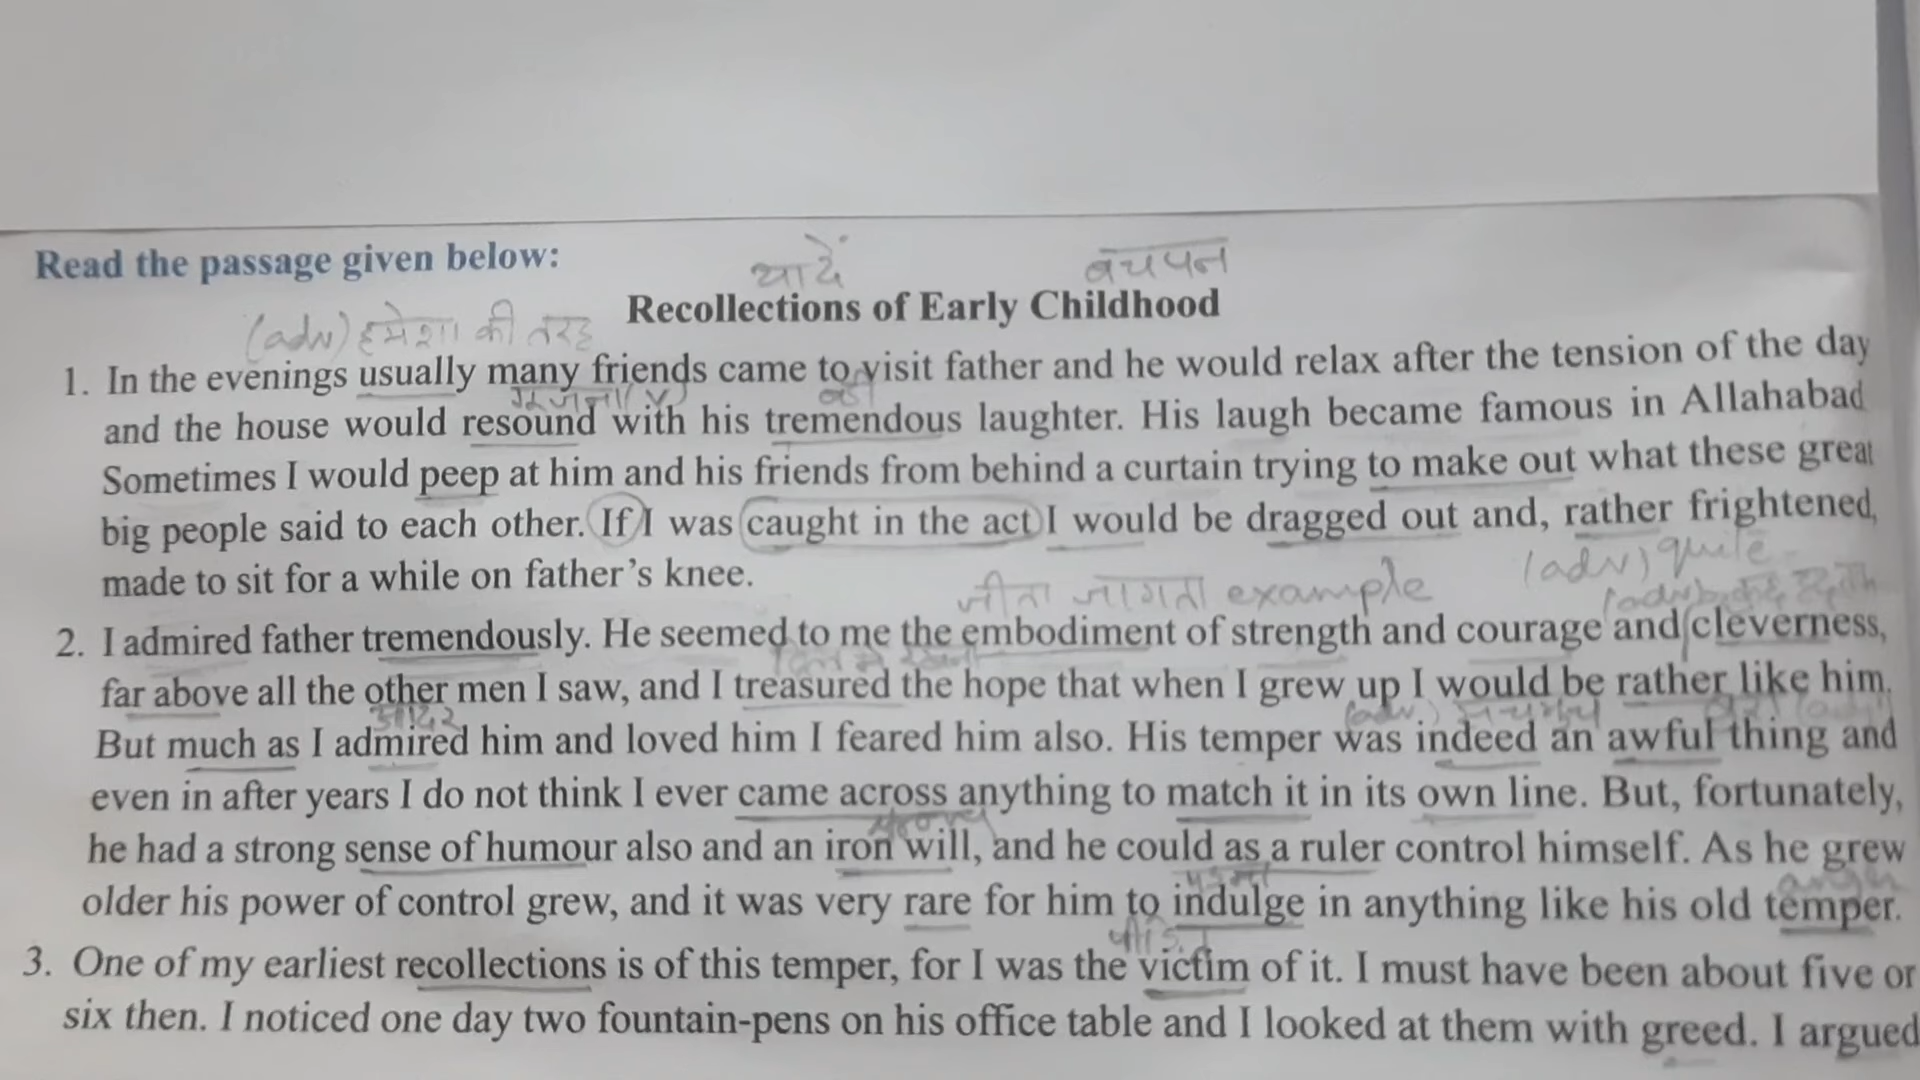 Read the passage given below:
यादें बचपन
Recollections of Early Childhood
(adv) हमेशा की तरह
1. In the evenings usually many friends came to visit father and he would relax after the tension of the day
गरजना (v) बड़ी
and the house would resound with his tremendous laughter. His laugh became famous in Allahabad
Sometimes I would peep at him and his friends from behind a curtain trying to make out what these great
big people said to each other. If I was caught in the act I would be dragged out and, rather frightened,
(adv) quite
made to sit for a while on father's knee.
जीता जागता example
2. I admired father tremendously. He seemed to me the embodiment of strength and courage and cleverness,
far above all the other men I saw, and I treasured the hope that when I grew up I would be rather like him.
आदर (adv.)
But much as I admired him and loved him I feared him also. His temper was indeed an awful thing and
even in after years I do not think I ever came across anything to match it in its own line. But, fortunately,
he had a strong sense of humour also and an iron will, and he could as a ruler control himself. As he grew
anger
older his power of control grew, and it was very rare for him to indulge in anything like his old temper.
3. One of my earliest recollections is of this temper, for I was the victim of it. I must have been about five or
six then. I noticed one day two fountain-pens on his office table and I looked at them with greed. I argued